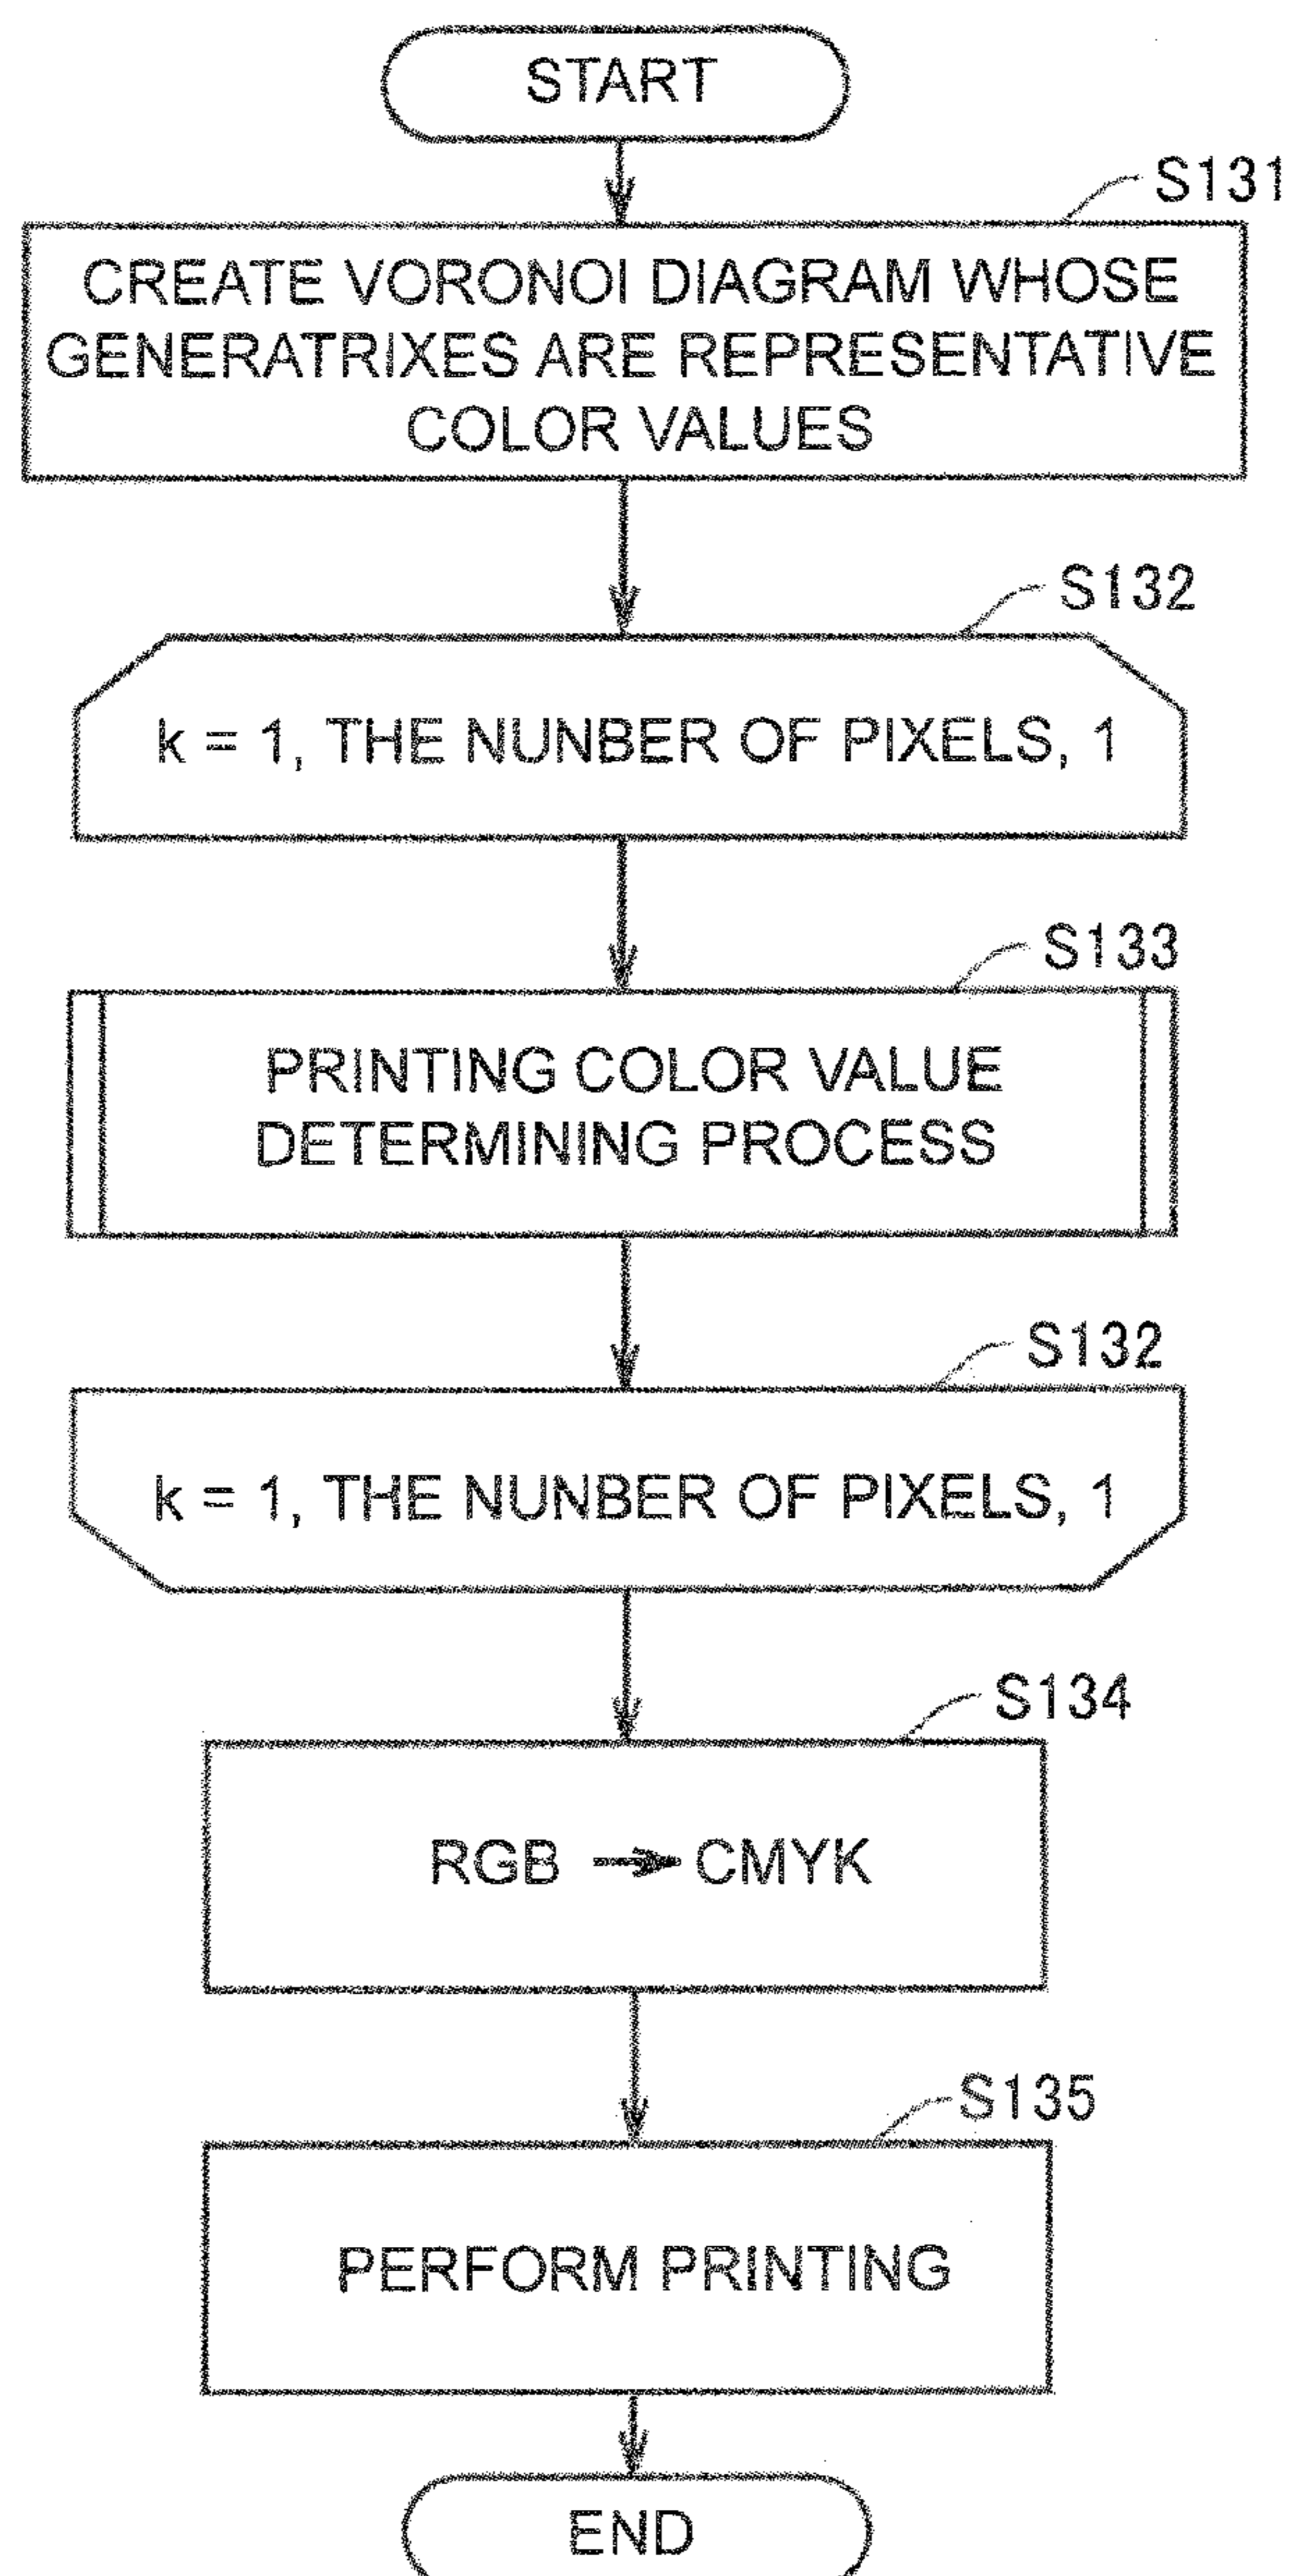 START
S131
CREATE VORONOI DIAGRAM WHOSE
GENERATRIXES ARE REPRESENTATIVE
COLOR VALUES
S132
k = 1, THE NUNBER OF PIXELS, 1
S133
PRINTING COLOR VALUE
DETERMINING PROCESS
S132
k = 1, THE NUNBER OF PIXELS, 1
S134
RGB → CMYK
S135
PERFORM PRINTING
END